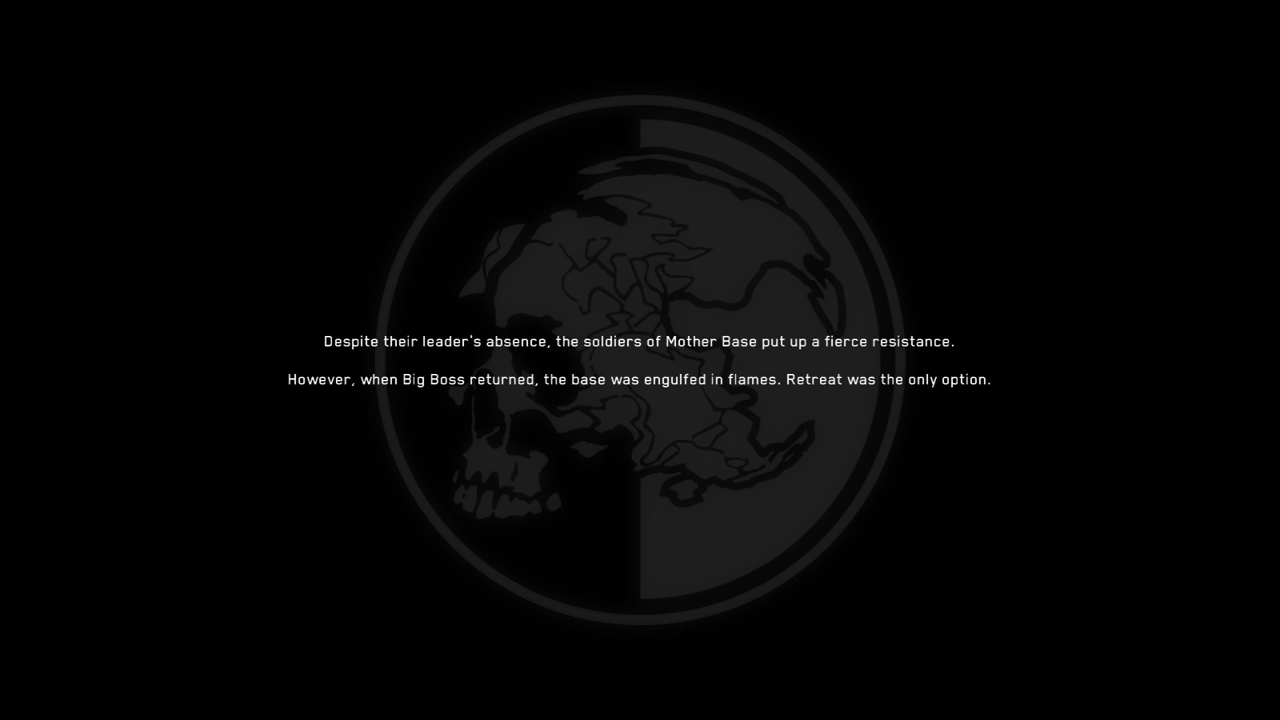 Despite their leader's absence, the soldiers of Mother Base put up a fierce resistance.
However, when Big Boss returned, the base was engulfed in flames. Retreat was the only option.